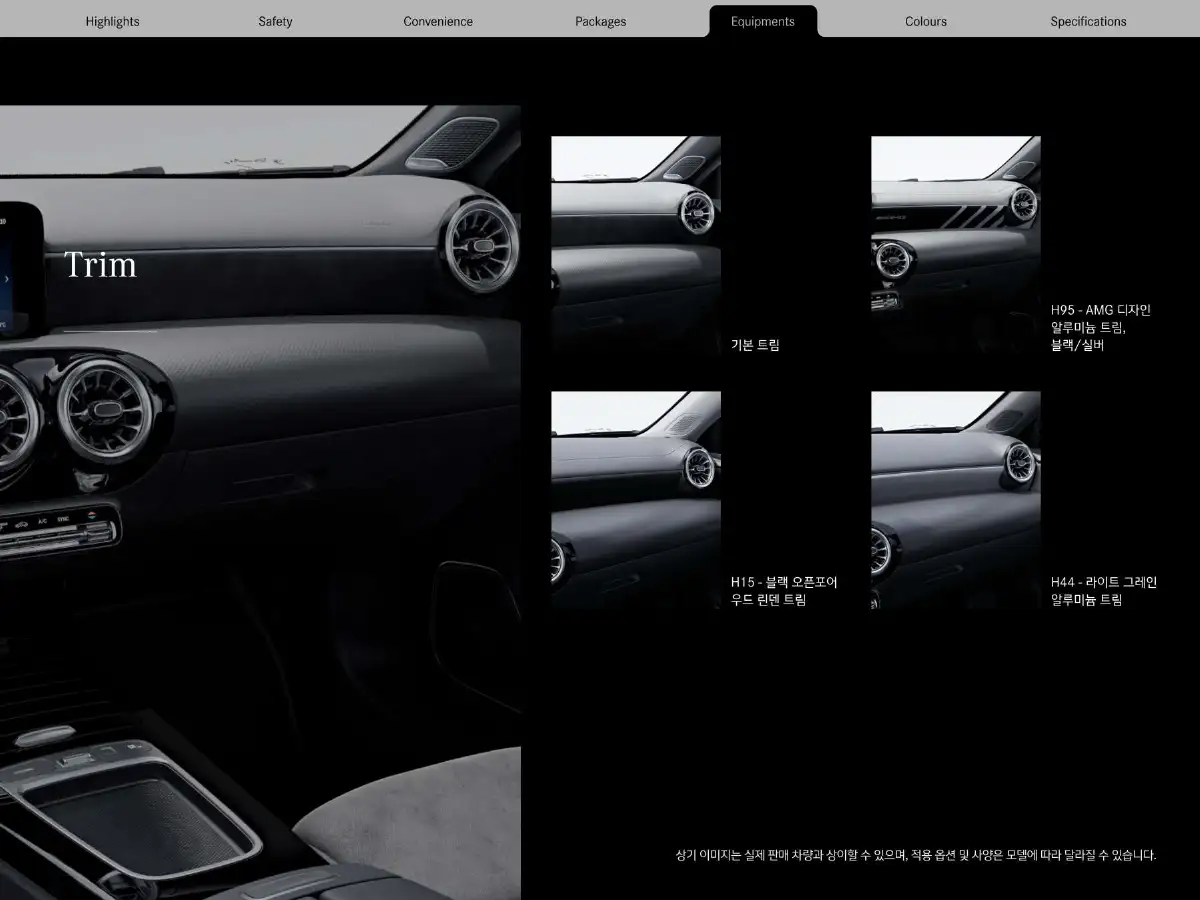 Highlights
Safety
Convenience
Packages
Equipments
Colours
Specifications
Trim
A/C
SYNC
기본 트림
H95 - AMG 디자인
알루미늄 트림,
블랙/실버
H15 - 블랙 오픈포어
우드 린덴 트림
H44 - 라이트 그레인
알루미늄 트림
상기 이미지는 실제 판매 차량과 상이할 수 있으며, 적용 옵션 및 사양은 모델에 따라 달라질 수 있습니다.